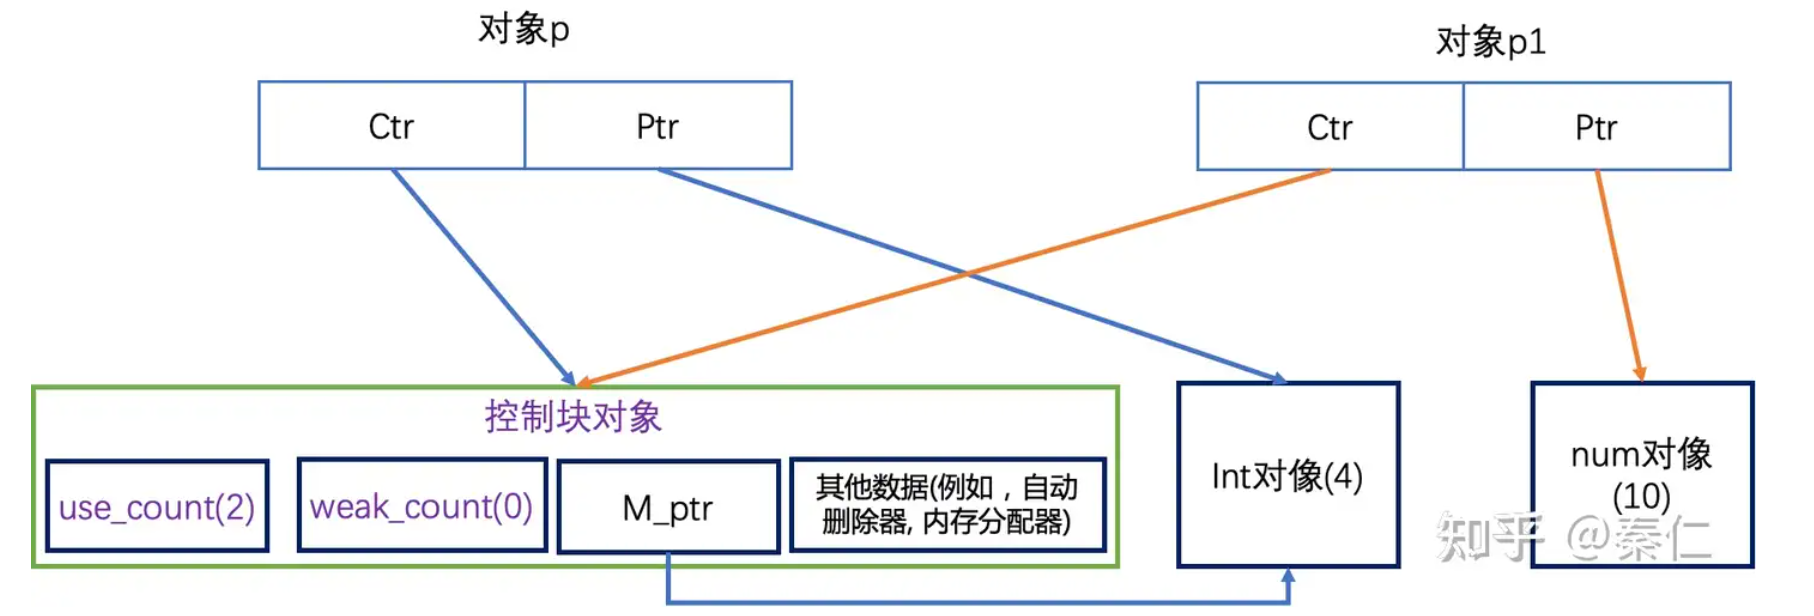 对象p
对象p1
Ctr
Ptr
Ctr
Ptr
控制块对象
use_count(2)
weak_count(0)
M_ptr
其他数据(例如，自动
删除器, 内存分配器)
Int对像(4)
num对像
(10)
知乎 @秦仁